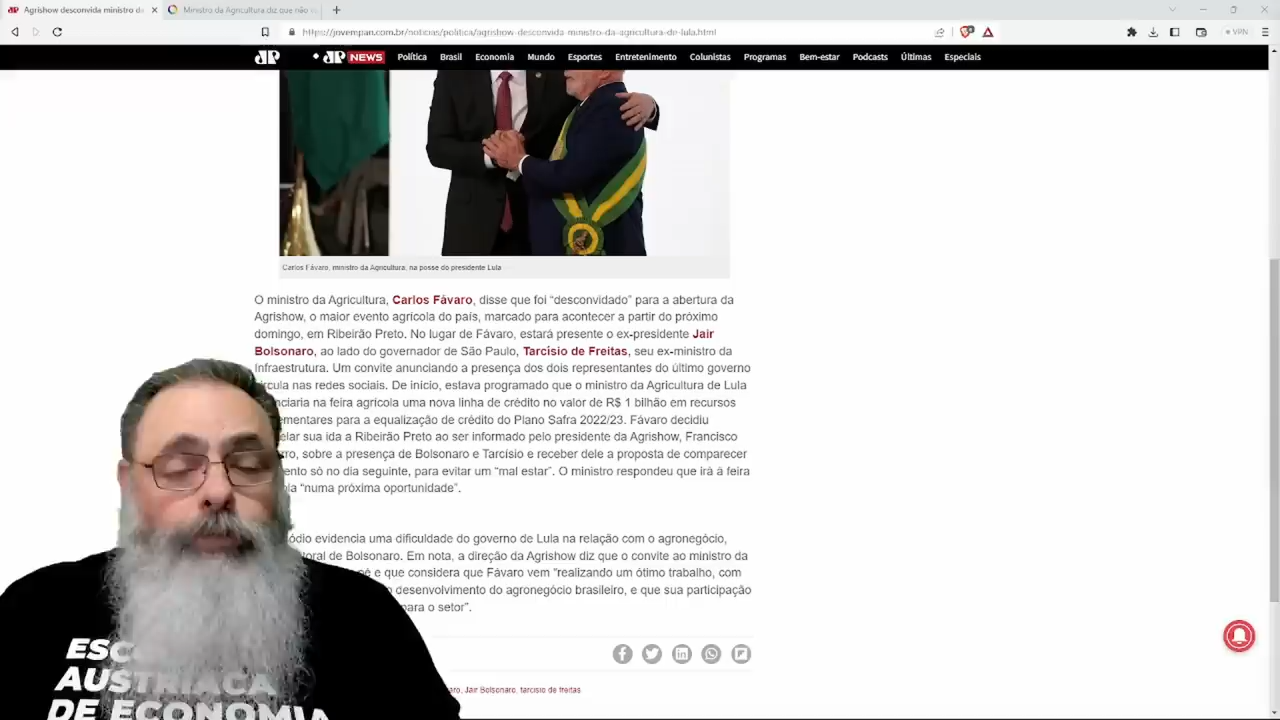 Agrishow desconvida ministro de
Ministro da Agricultura diz que não
https://jovempan.com.br/noticias/politica/agrishow-desconvida-ministro-da-agricultura-de-lula.html
VPN
JP
JP NEWS
Política
Brasil
Economia
Mundo
Esportes
Entretenimento
Colunistas
Programas
Bem-estar
Podcasts
Últimas
Especiais
Carlos Fávaro, ministro da Agricultura, na posse do presidente Lula
O ministro da Agricultura, Carlos Fávaro, disse que foi “desconvidado” para a abertura da
Agrishow, o maior evento agrícola do país, marcado para acontecer a partir do próximo
domingo, em Ribeirão Preto. No lugar de Fávaro, estará presente o ex-presidente Jair
Bolsonaro, ao lado do governador de São Paulo, Tarcísio de Freitas, seu ex-ministro da
Infraestrutura. Um convite anunciando a presença dos dois representantes do último governo
circula nas redes sociais. De início, estava programado que o ministro da Agricultura de Lula
nciaria na feira agrícola uma nova linha de crédito no valor de R$ 1 bilhão em recursos
ementares para a equalização de crédito do Plano Safra 2022/23. Fávaro decidiu
elar sua ida a Ribeirão Preto ao ser informado pelo presidente da Agrishow, Francisco
rro, sobre a presença de Bolsonaro e Tarcísio e receber dele a proposta de comparecer
ento só no dia seguinte, para evitar um “mal estar”. O ministro respondeu que irá à feira
ola “numa próxima oportunidade”.
ódio evidencia uma dificuldade do governo de Lula na relação com o agronegócio,
toral de Bolsonaro. Em nota, a direção da Agrishow diz que o convite ao ministro da
é e que considera que Fávaro vem “realizando um ótimo trabalho, com
o desenvolvimento do agronegócio brasileiro, e que sua participação
para o setor”.
aro, Jair Bolsonaro, tarcisio de freitas
ESC
AUSTRÍACA
DE ECONOMIA